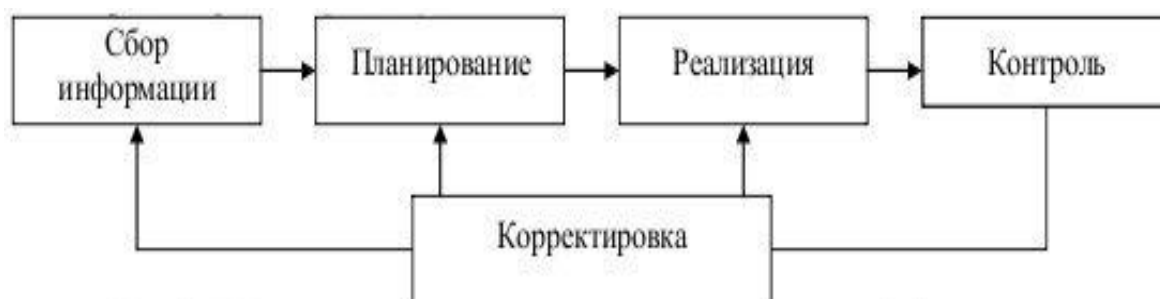 Сбор
информации
Планирование
Реализация
Контроль
Корректировка